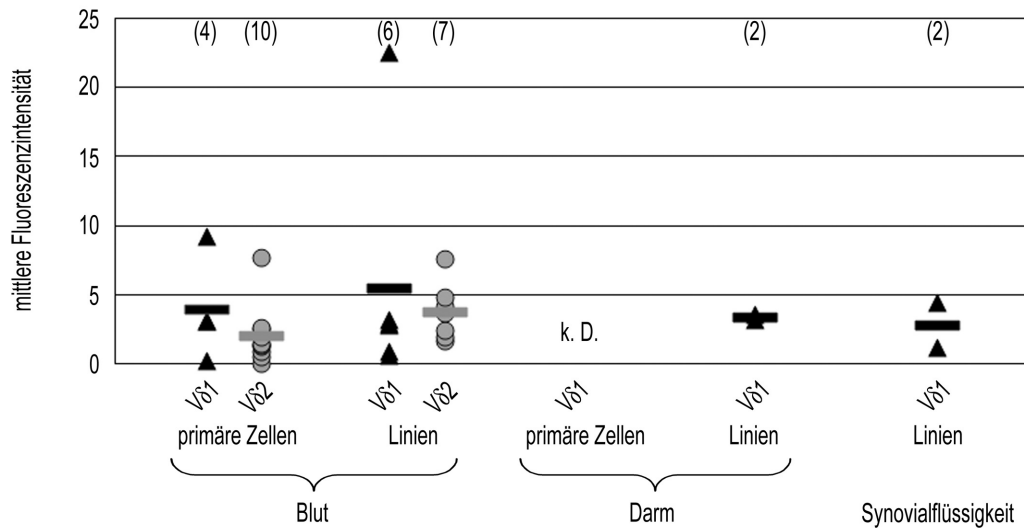 mittlere Fluoreszenzintensität
25
20
15
10
5
0
(4) (10) (6) (7) (2) (2)
k. D.
Vδ1 Vδ2 Vδ1 Vδ2 Vδ1 Vδ1 Vδ1
primäre Zellen Linien primäre Zellen Linien Linien
Blut Darm Synovialflüssigkeit